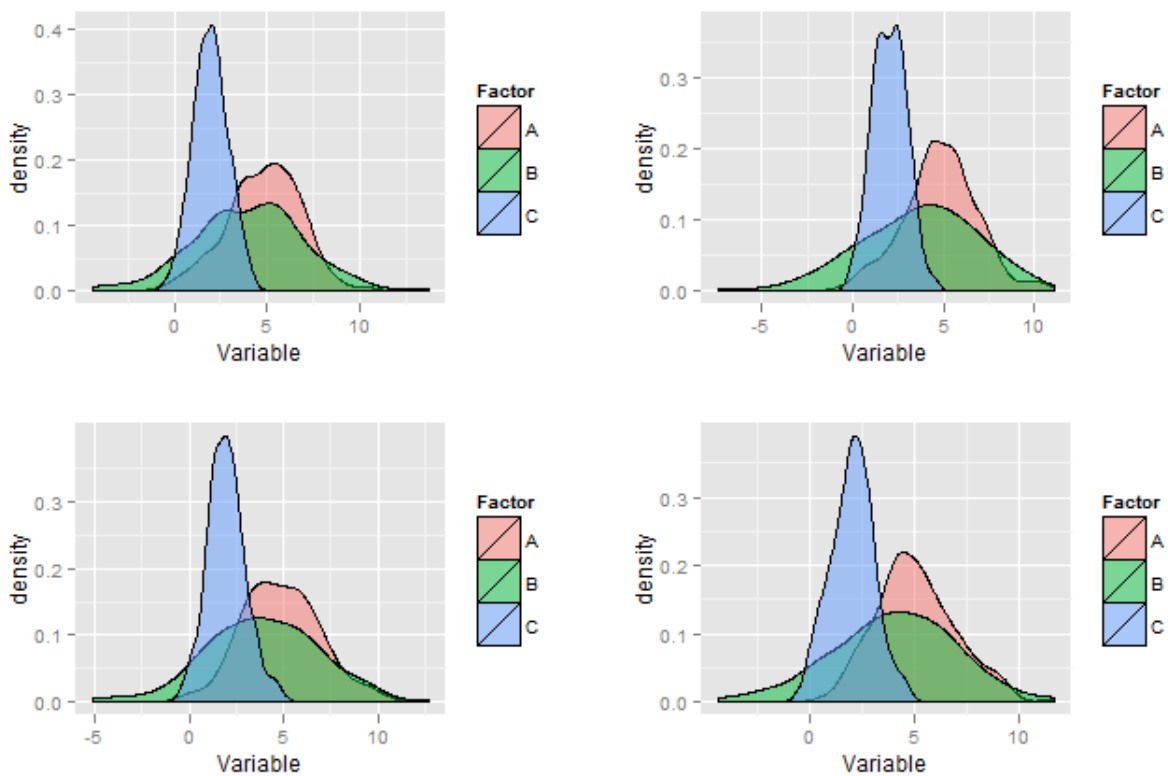 0.4
0.3
0.2
0.1
0.0
density
0 5 10
Variable
Factor
A
B
C
0.3
0.2
0.1
0.0
density
-5 0 5 10
Variable
Factor
A
B
C
0.3
0.2
0.1
0.0
density
-5 0 5 10
Variable
Factor
A
B
C
0.3
0.2
0.1
0.0
density
0 5 10
Variable
Factor
A
B
C